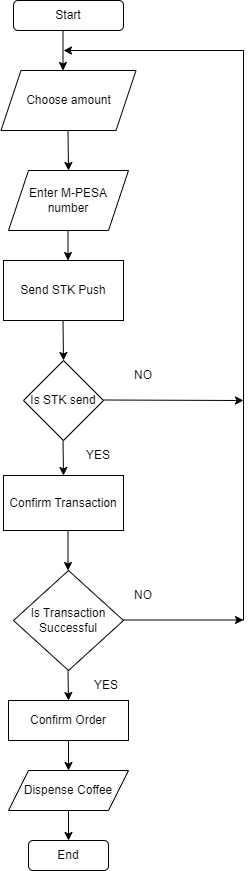 Start
Choose amount
Enter M-PESA
number
Send STK Push
NO
Is STK send
YES
Confirm Transaction
NO
Is Transaction
Successful
YES
Confirm Order
Dispense Coffee
End